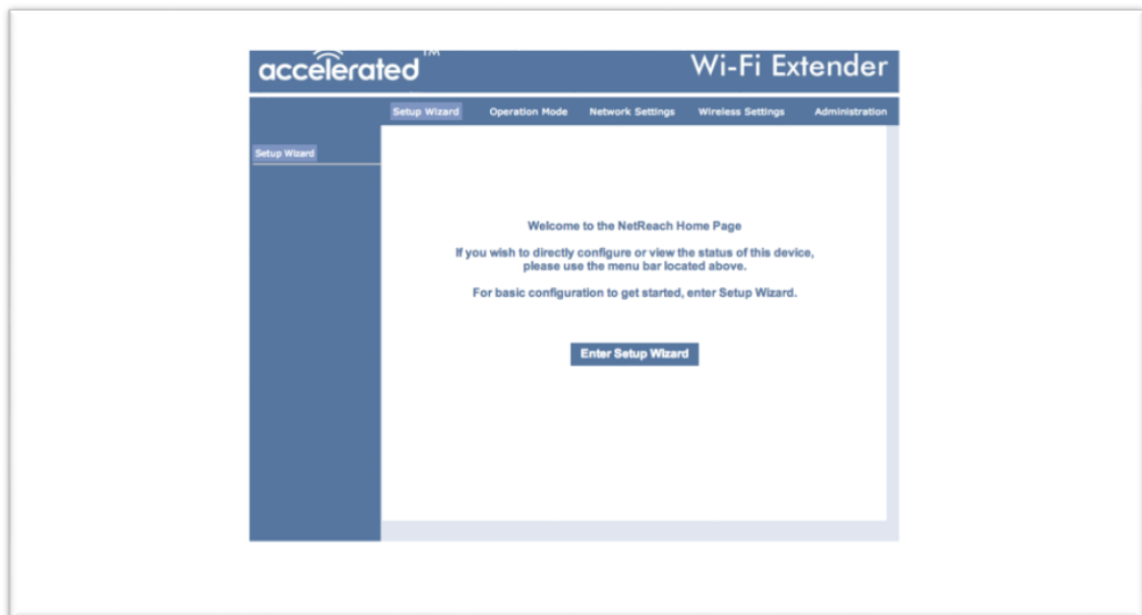 accelerated™
Wi-Fi Extender
Setup Wizard Operation Mode Network Settings Wireless Settings Administration
Setup Wizard
Welcome to the NetReach Home Page
If you wish to directly configure or view the status of this device,
please use the menu bar located above.
For basic configuration to get started, enter Setup Wizard.
Enter Setup Wizard